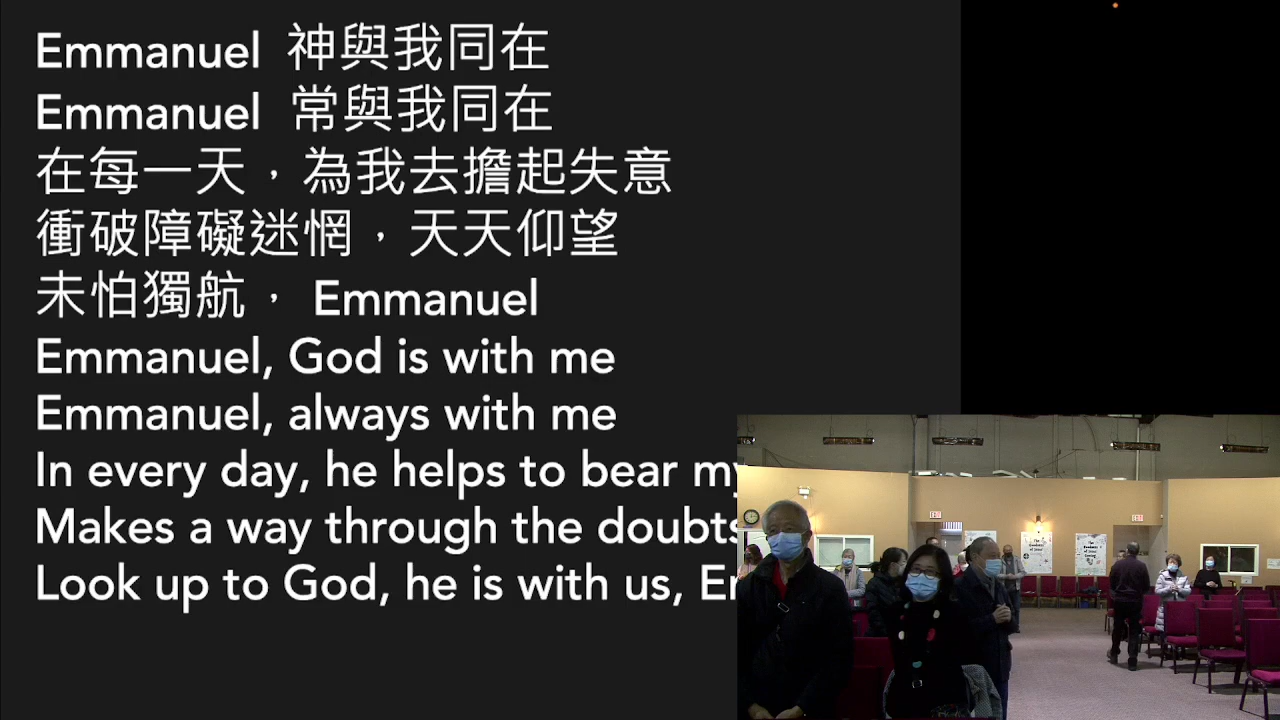 Emmanuel 神與我同在
Emmanuel 常與我同在
在每一天，為我去擔起失意
衝破障礙迷惘，天天仰望
未怕獨航， Emmanuel
Emmanuel, God is with me
Emmanuel, always with me
In every day, he helps to bear my
Makes a way through the doubts
Look up to God, he is with us,